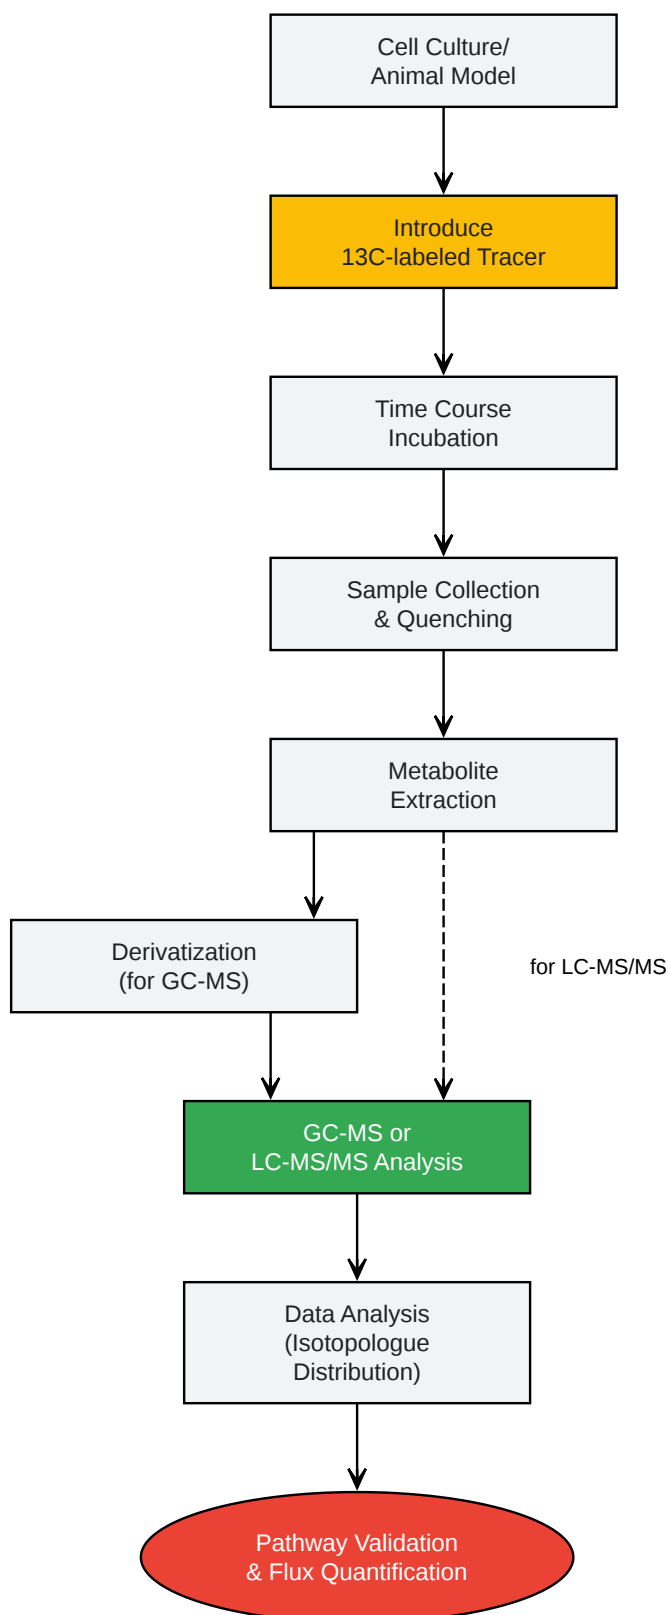 Cell Culture/
Animal Model
Introduce
13C-labeled Tracer
Time Course
Incubation
Sample Collection
& Quenching
Metabolite
Extraction
Derivatization
(for GC-MS)
for LC-MS/MS
GC-MS or
LC-MS/MS Analysis
Data Analysis
(Isotopologue
Distribution)
Pathway Validation
& Flux Quantification